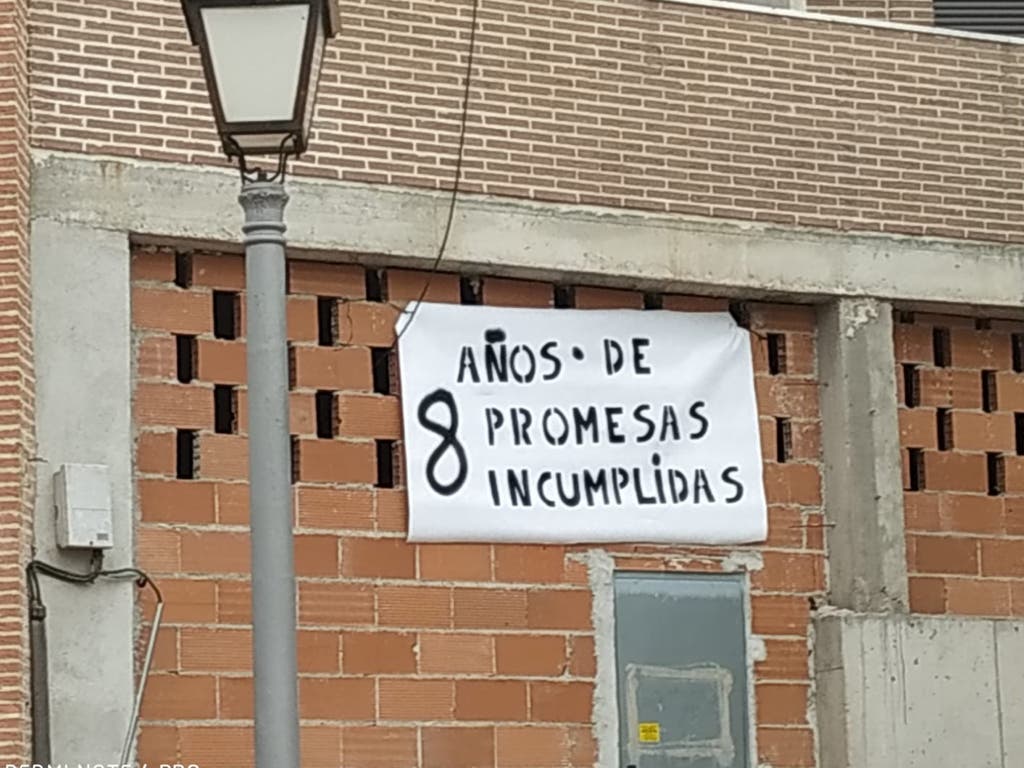 AÑOS · DE
8 PROMESAS
INCUMPLIDAS